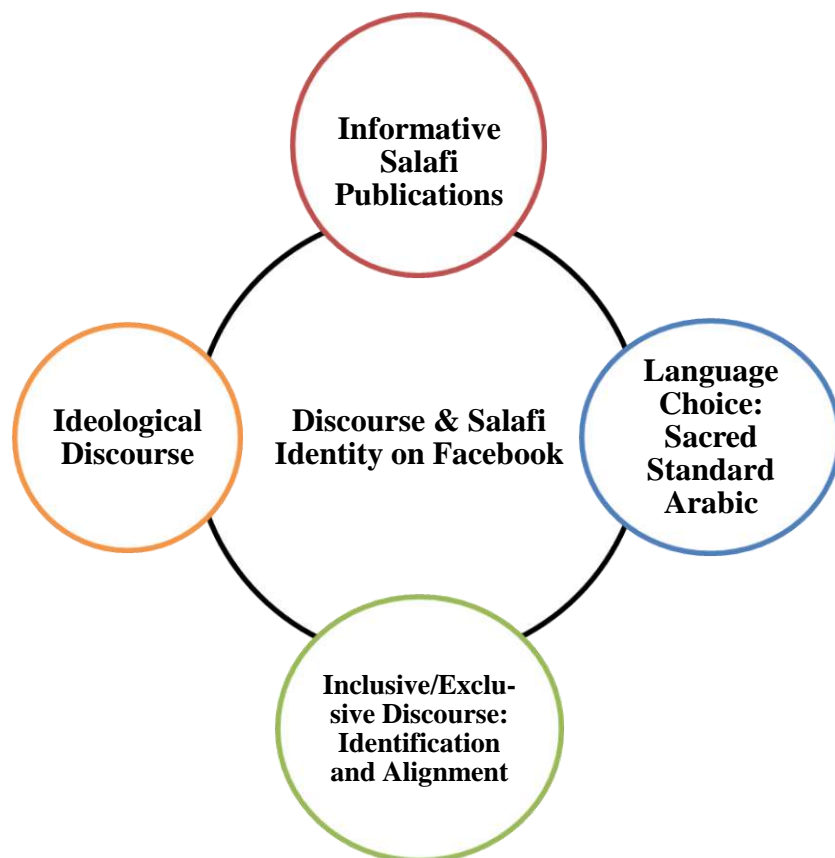 Informative
Salafi
Publications
Ideological
Discourse
Discourse & Salafi
Identity on Facebook
Language
Choice:
Sacred
Standard
Arabic
Inclusive/Exclu-
sive Discourse:
Identification
and Alignment